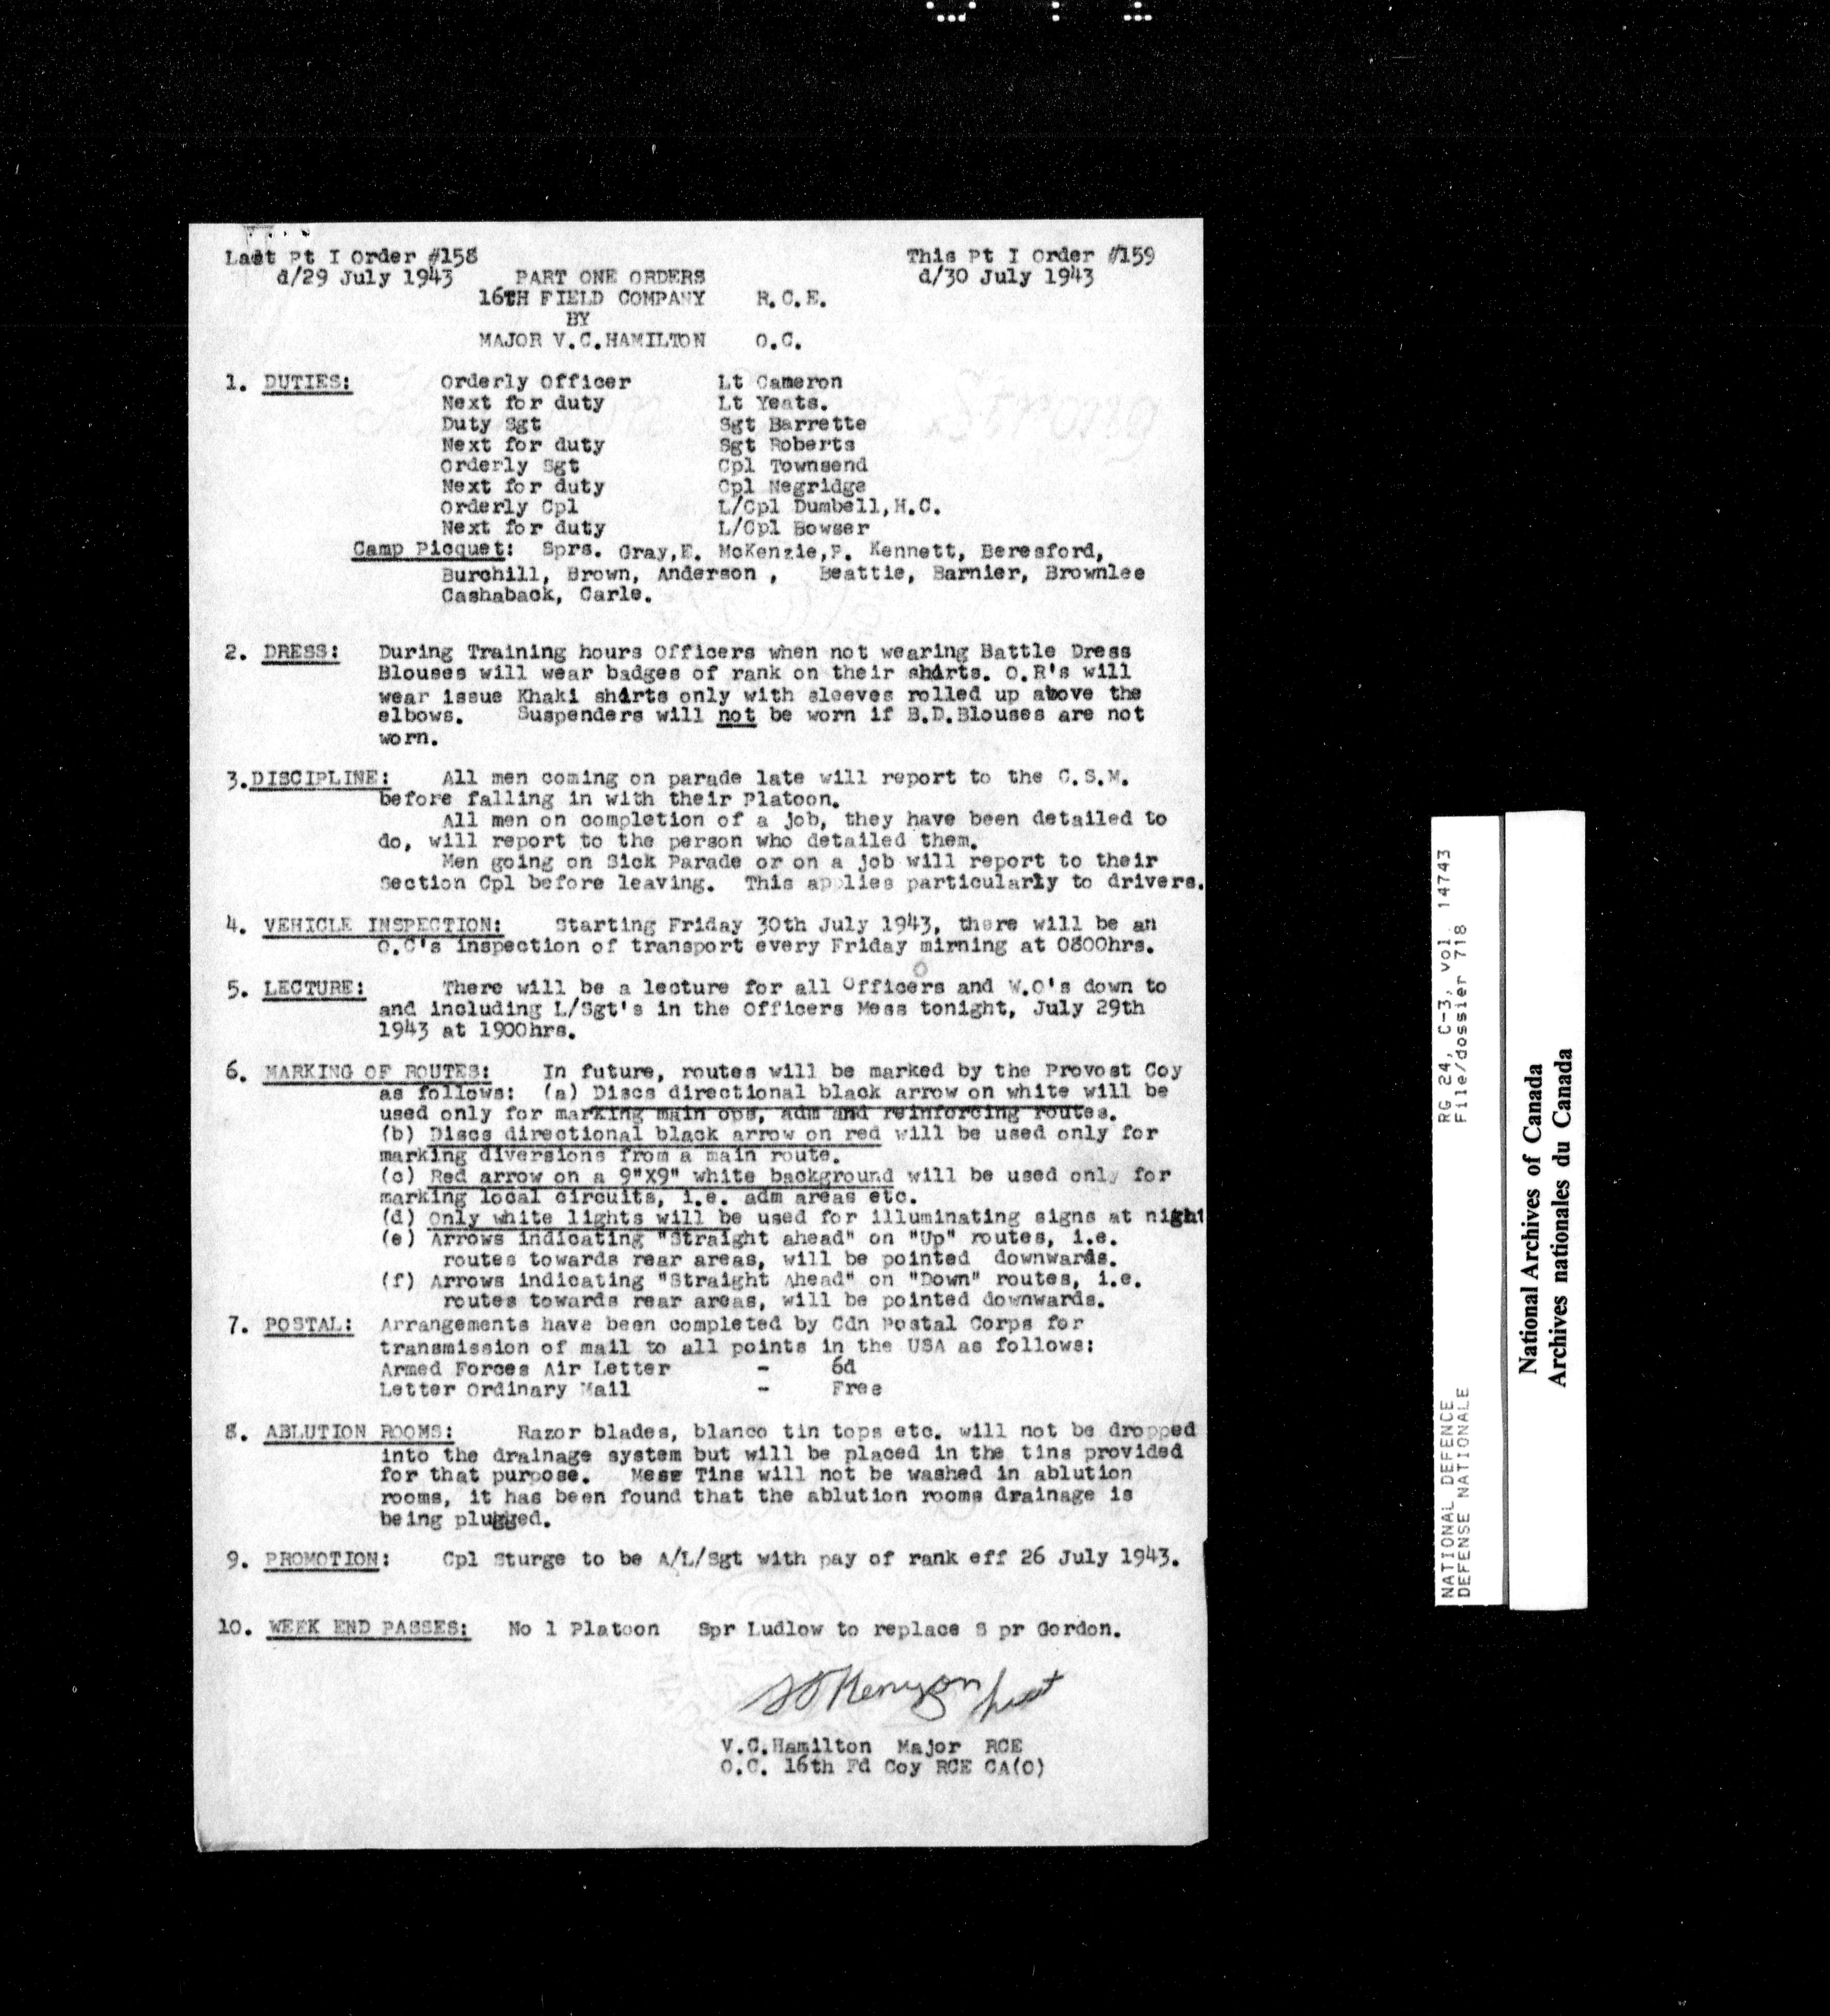 Last Pt I Order #158
This Pt I Order #159
d/29 July 1943
PART ONE ORDERS
d/30 July 1943
16TH FIELD COMPANY R.C.E.
BY
MAJOR V.C.HAMILTON O.C.
1. DUTIES: Orderly Officer Lt Cameron
Next for duty Lt Yeats.
Duty Sgt Sgt Barrette
Next for duty Sgt Roberts
Orderly Sgt Cpl Townsend
Next for duty Cpl Negridge
Orderly Cpl L/Cpl Dumbell,H.C.
Next for duty L/Cpl Bowser
Camp Picquet: Sprs. Gray,E. McKenzie,P. Kennett, Beresford,
Burchill, Brown, Anderson , Beattie, Barnier, Brownlee
Cashaback, Carle.
2. DRESS: During Training hours Officers when not wearing Battle Dress
Blouses will wear badges of rank on their shirts. O.R's will
wear issue Khaki shirts only with sleeves rolled up above the
elbows. Suspenders will not be worn if B.D.Blouses are not
worn.
3.DISCIPLINE: All men coming on parade late will report to the C.S.M.
before falling in with their Platoon.
All men on completion of a job, they have been detailed to
do, will report to the person who detailed them.
Men going on Sick Parade or on a job will report to their
Section Cpl before leaving. This applies particularly to drivers.
4. VEHICLE INSPECTION: Starting Friday 30th July 1943, there will be an
O.C's inspection of transport every Friday mirning at 0800hrs.
o
5. LECTURE: There will be a lecture for all Officers and W.O's down to
and including L/Sgt's in the Officers Mess tonight, July 29th
1943 at 1900hrs.
6. MARKING OF ROUTES: In future, routes will be marked by the Provost Coy
as follows: (a) Discs directional black arrow on white will be
used only for marking main ops, adm and reinforcing routes.
(b) Discs directional black arrow on red will be used only for
marking diversions from a main route.
(c) Red arrow on a 9"X9" white background will be used only for
marking local circuits, i.e. adm areas etc.
(d) Only white lights will be used for illuminating signs at night
(e) Arrows indicating "Straight ahead" on "Up" routes, i.e.
routes towards rear areas, will be pointed downwards.
(f) Arrows indicating "Straight Ahead" on "Down" routes, i.e.
routes towards rear areas, will be pointed downwards.
7. POSTAL: Arrangements have been completed by Cdn Postal Corps for
transmission of mail to all points in the USA as follows:
Armed Forces Air Letter - 6d
Letter Ordinary Mail - Free
8. ABLUTION ROOMS: Razor blades, blanco tin tops etc. will not be dropped
into the drainage system but will be placed in the tins provided
for that purpose. Mess Tins will not be washed in ablution
rooms, it has been found that the ablution rooms drainage is
being plugged.
9. PROMOTION: Cpl Sturge to be A/L/Sgt with pay of rank eff 26 July 1943.
10. WEEK END PASSES: No 1 Platoon Spr Ludlow to replace S pr Gordon.
Kenyon
V.C.Hamilton Major RCE
O.C. 16th Fd Coy RCE CA(O)
NATIONAL DEFENCE RG 24, C-3, vol. 14743
DEFENSE NATIONALE File/dossier 718
National Archives of Canada
Archives nationales du Canada